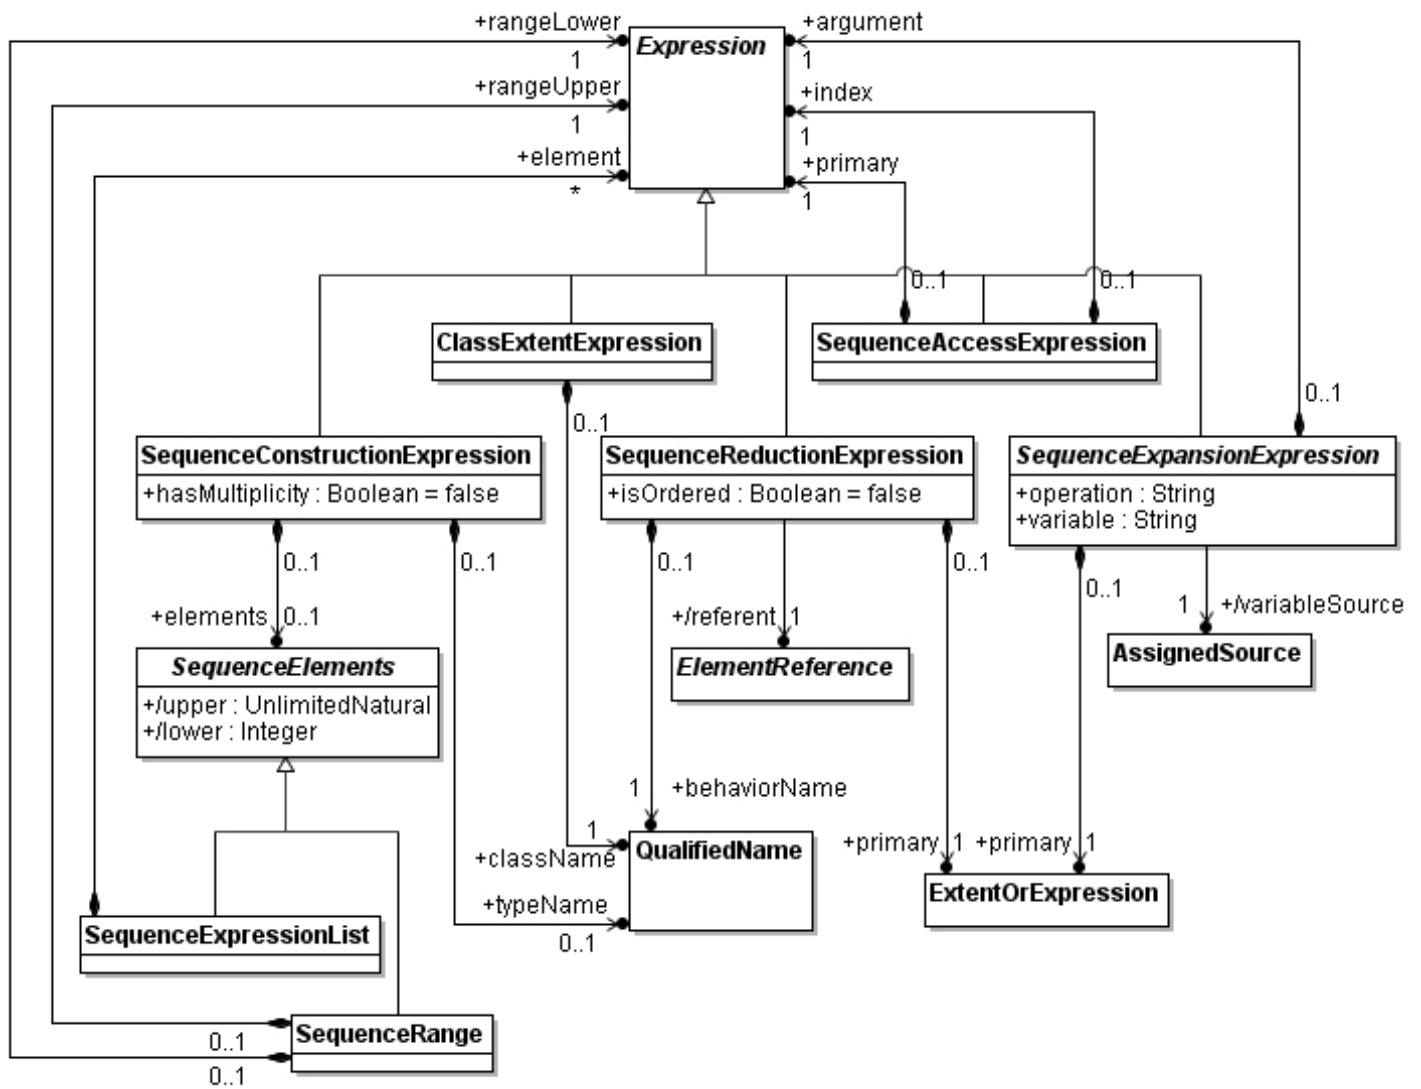 +rangeLower
1
Expression
+argument
1
+rangeUpper
1
+index
1
+element
*
+primary
1
0..1
0..1
ClassExtentExpression
0..1
SequenceAccessExpression
0..1
SequenceConstructionExpression
+hasMultiplicity : Boolean = false
0..1
0..1
SequenceReductionExpression
+isOrdered : Boolean = false
0..1
0..1
SequenceExpansionExpression
+operation : String
+variable : String
0..1
+elements
0..1
+/referent
1
1
+/variableSource
SequenceElements
+/upper : UnlimitedNatural
+/lower : Integer
ElementReference
AssignedSource
1
+behaviorName
1
+className
QualifiedName
+primary
1
+primary
1
ExtentOrExpression
+typeName
0..1
SequenceExpressionList
SequenceRange
0..1
0..1